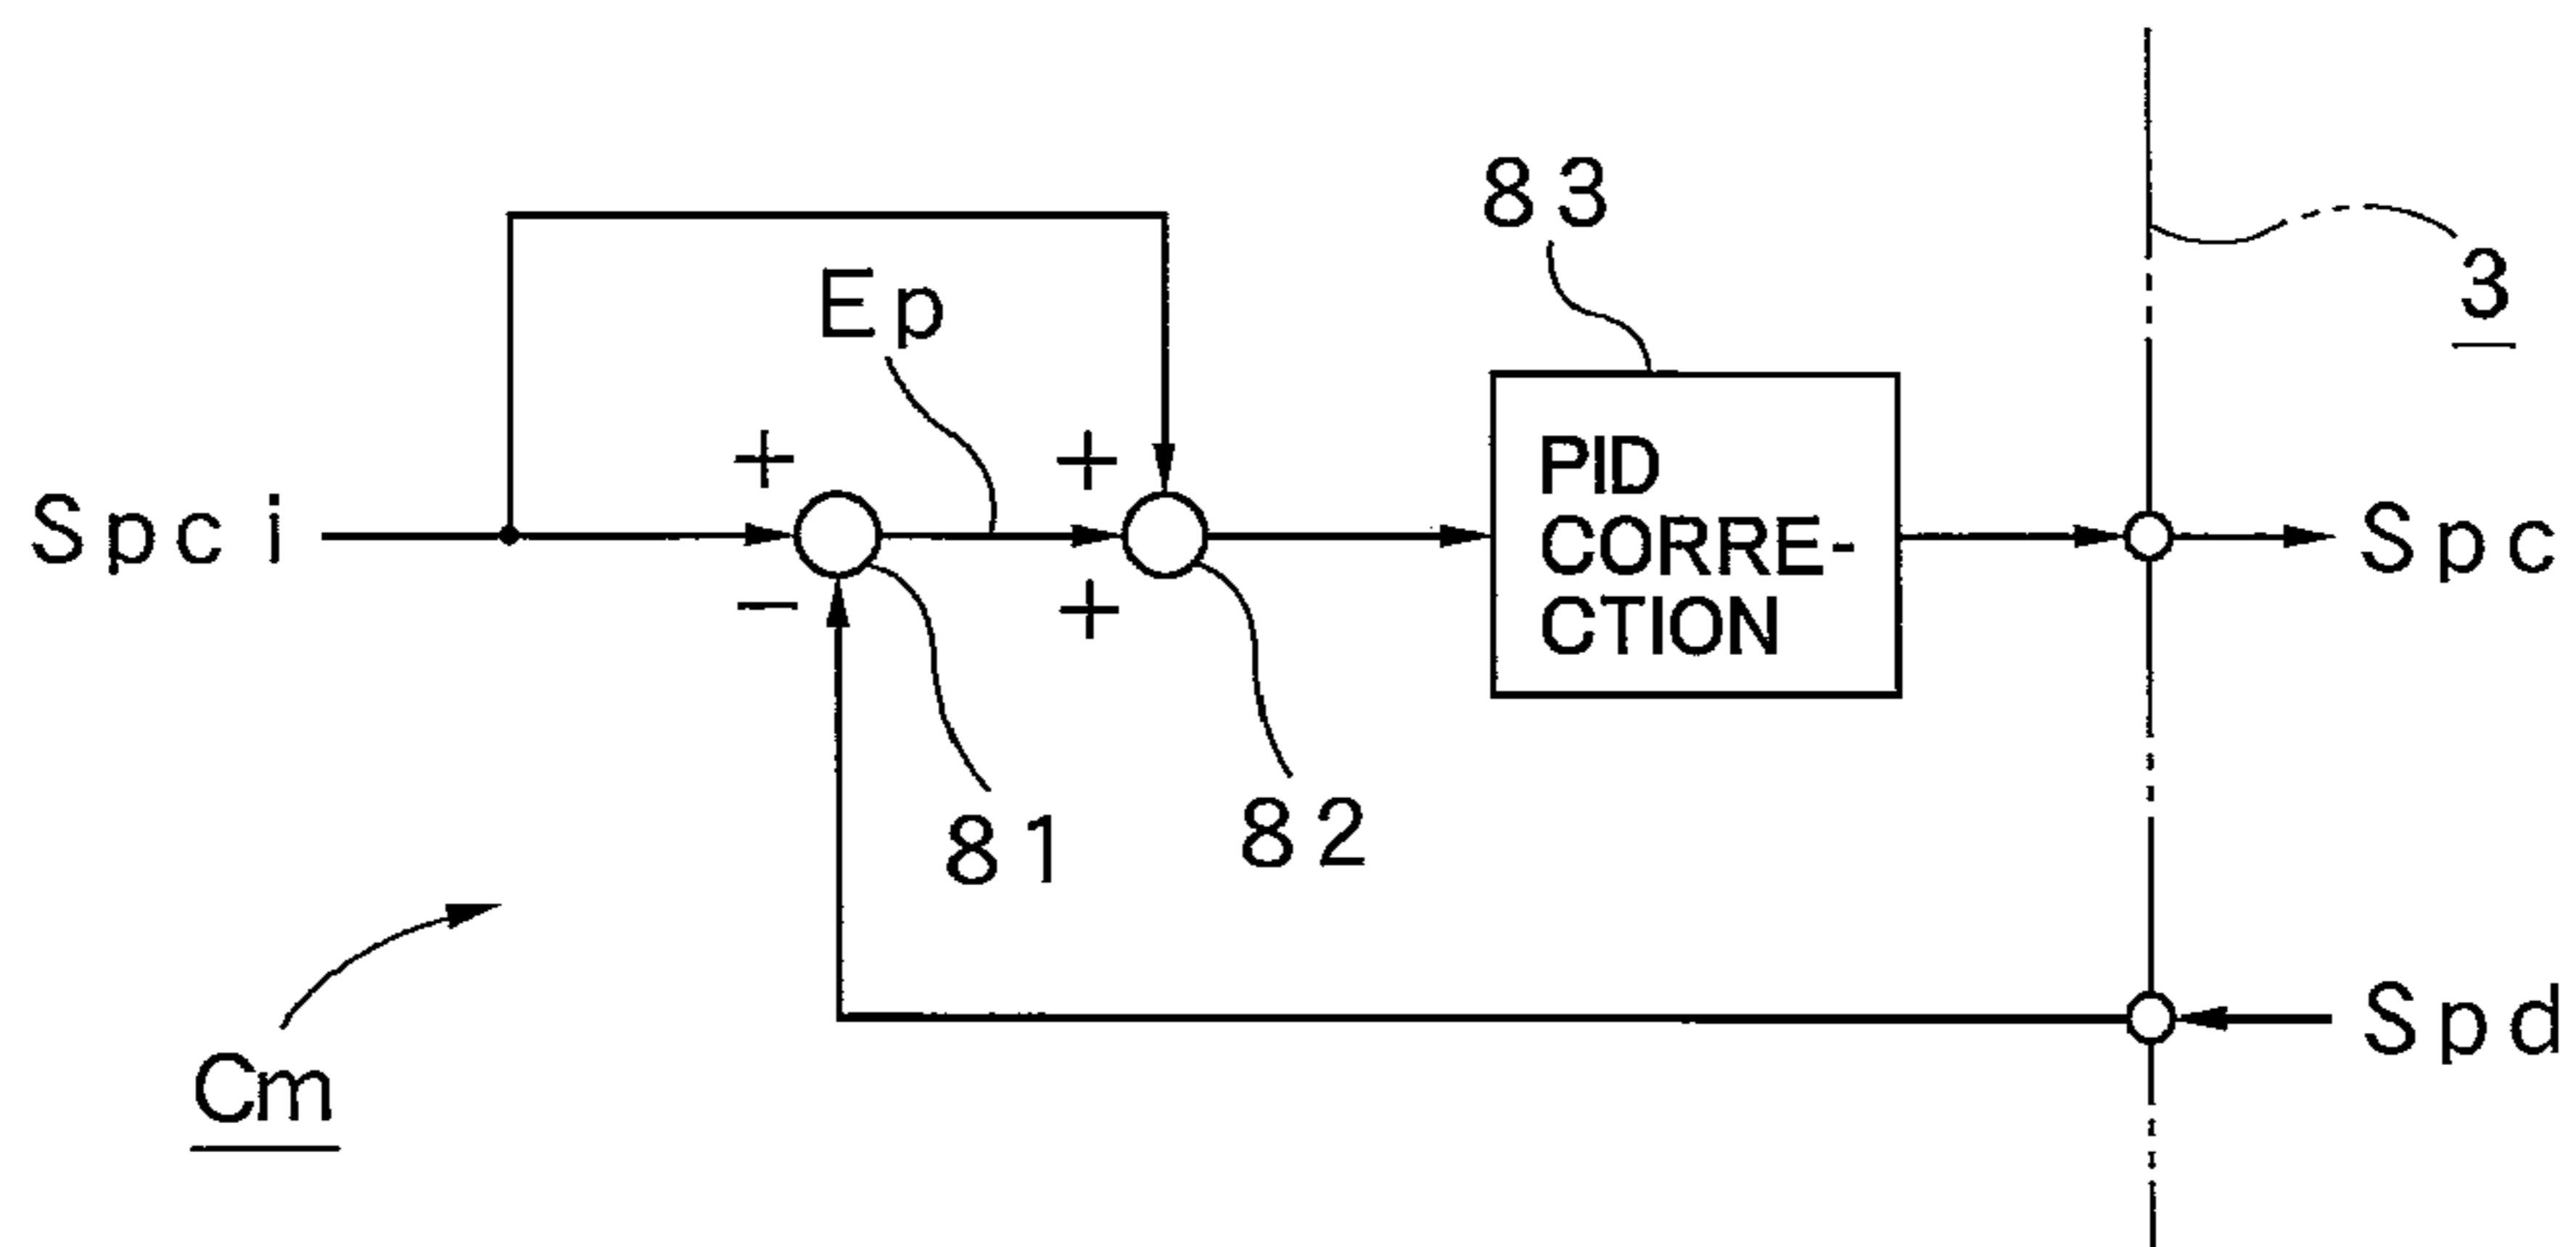 83
3
Ep
+
+
Spci
PID
CORRE-
CTION
Spc
−
+
81
82
Spd
Cm